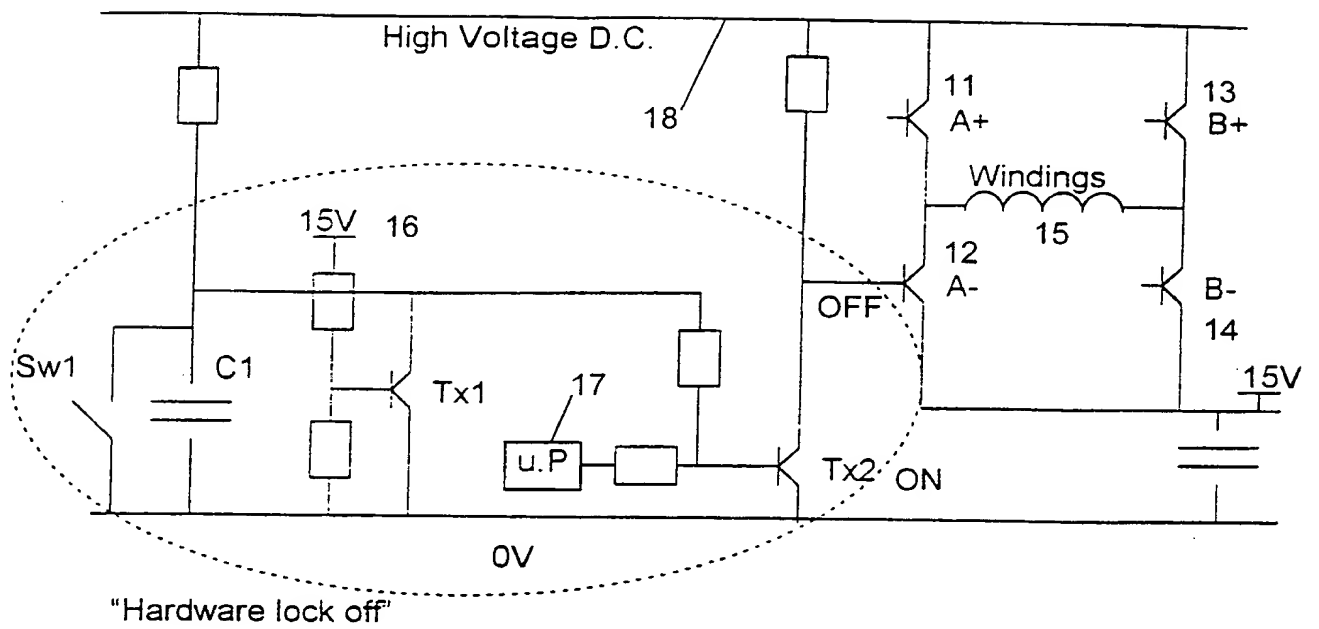 High Voltage D.C.
18
11
A+
13
B+
Windings
15
15V
16
12
A-
OFF
B-
14
Sw1
C1
Tx1
17
15V
u.P
Tx2
ON
0V
"Hardware lock off"